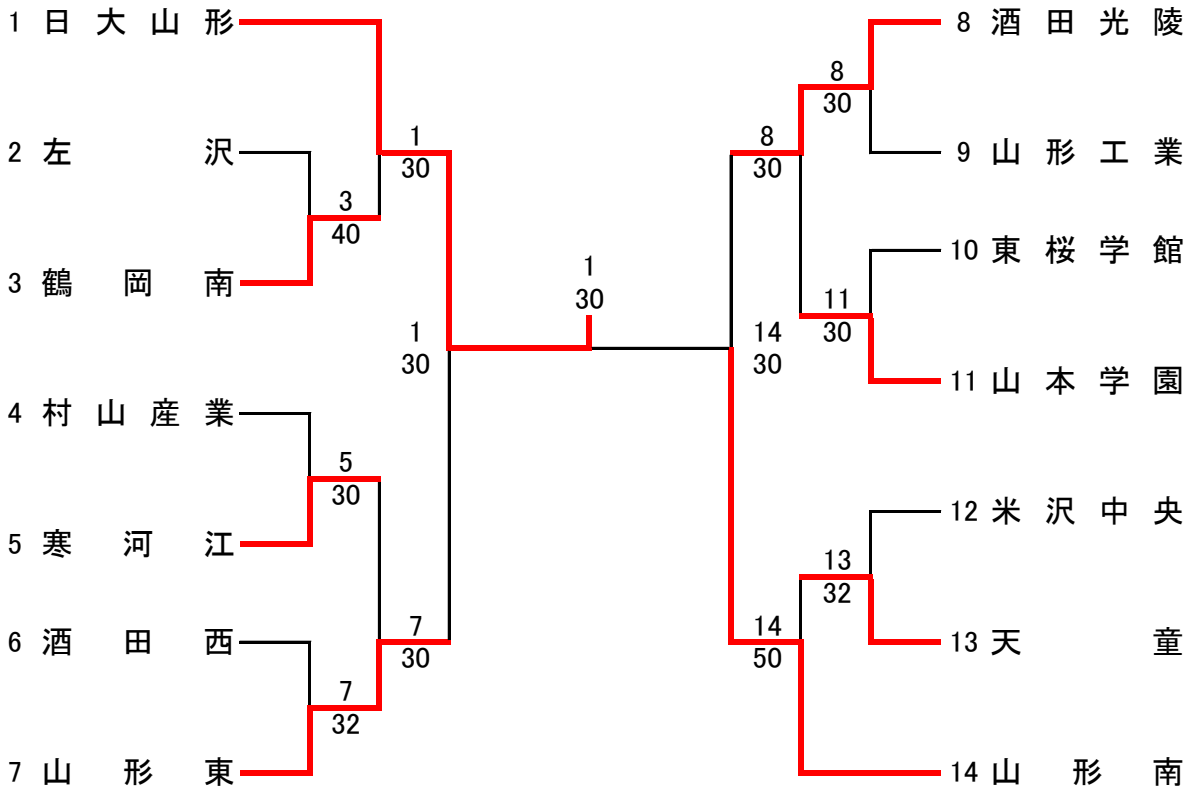 1 日大山形
2 左沢
3 鶴岡南
4 村山産業
5 寒河江
6 酒田西
7 山形東
3
40
1
30
5
30
7
32
7
30
1
30
1
30
8
30
14
30
14
50
8
30
11
30
13
32
8 酒田光陵
9 山形工業
10 東桜学館
11 山本学園
12 米沢中央
13 天童
14 山形南